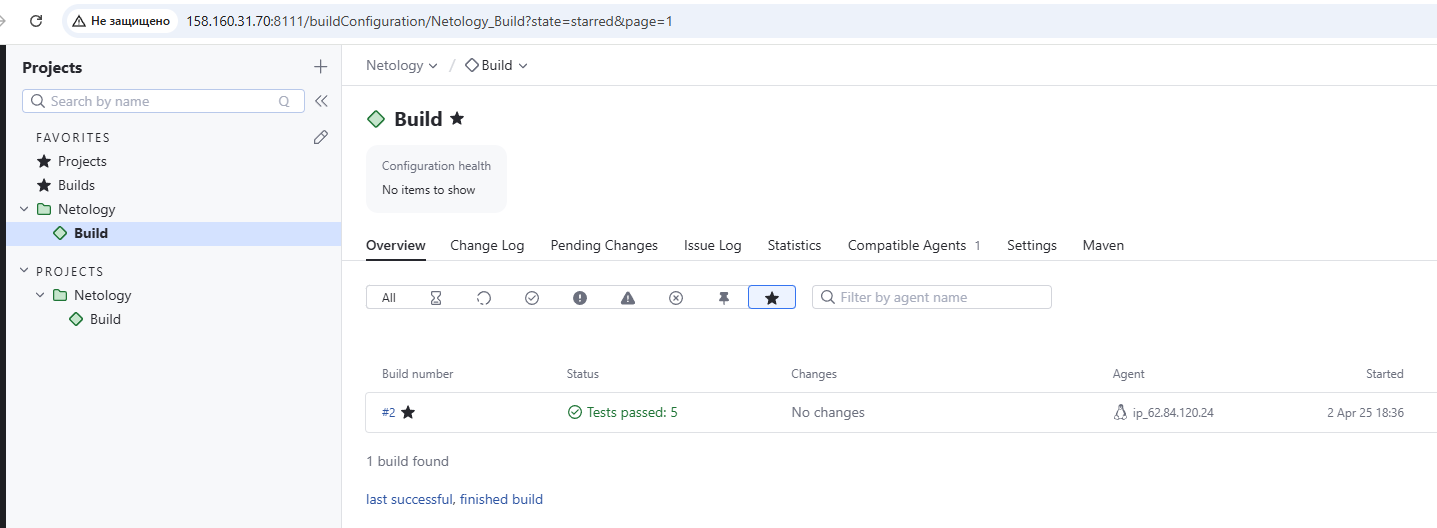 Не защищено 158.160.31.70:8111/buildConfiguration/Netology_Build?state=starred&page=1
Projects
Search by name Q
FAVORITES
Projects
Builds
Netology
Build
PROJECTS
Netology
Build
Netology / Build
Build
Configuration health
No items to show
Overview Change Log Pending Changes Issue Log Statistics Compatible Agents 1 Settings Maven
All Filter by agent name
Build number Status Changes Agent Started
#2 Tests passed: 5 No changes ip_62.84.120.24 2 Apr 25 18:36
1 build found
last successful, finished build